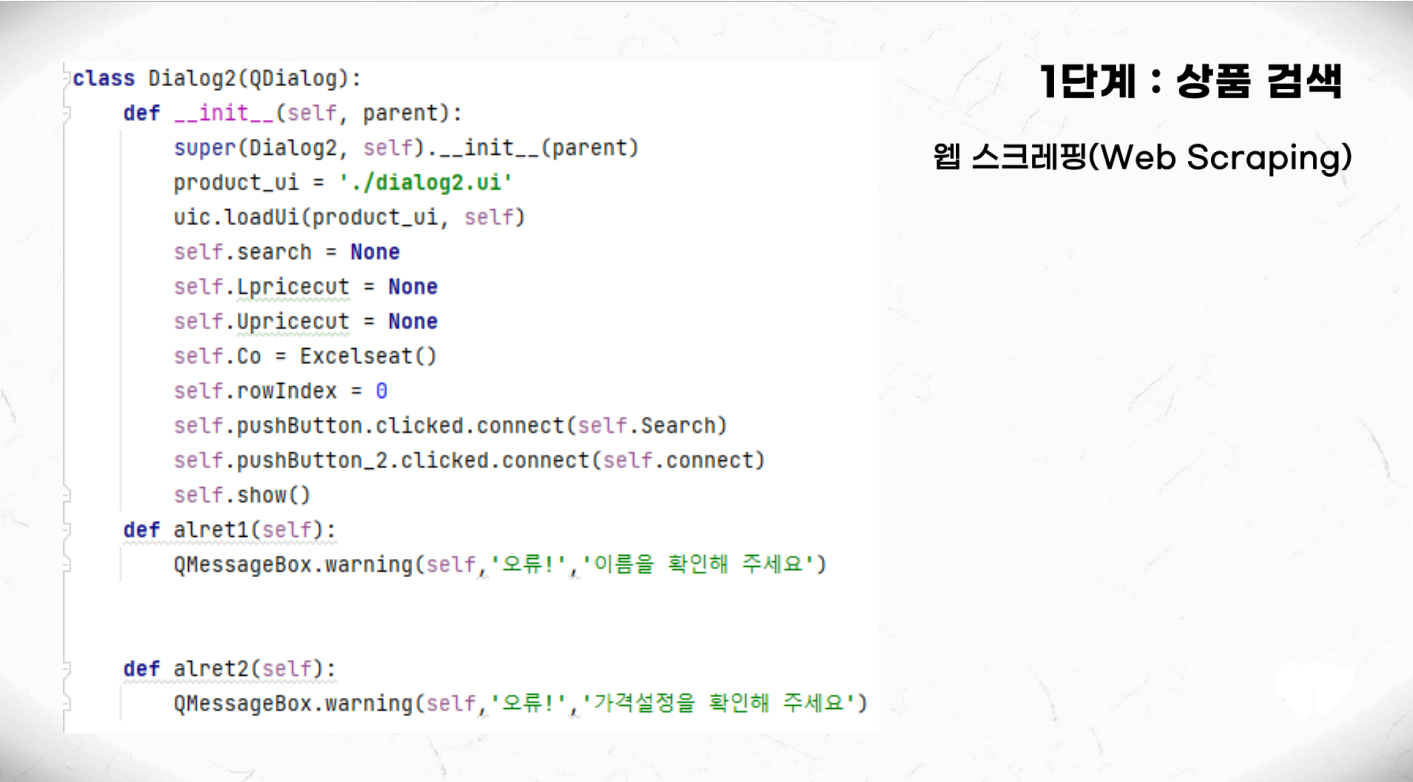 1단계 : 상품 검색
웹 스크레핑(Web Scraping)
class Dialog2(QDialog):
    def __init__(self, parent):
        super(Dialog2, self).__init__(parent)
        product_ui = './dialog2.ui'
        uic.loadUi(product_ui, self)
        self.search = None
        self.Lpricecut = None
        self.Upricecut = None
        self.Co = Excelseat()
        self.rowIndex = 0
        self.pushButton.clicked.connect(self.Search)
        self.pushButton_2.clicked.connect(self.connect)
        self.show()
    def alret1(self):
        QMessageBox.warning(self,'오류!','이름을 확인해 주세요')
    def alret2(self):
        QMessageBox.warning(self,'오류!','가격설정을 확인해 주세요')